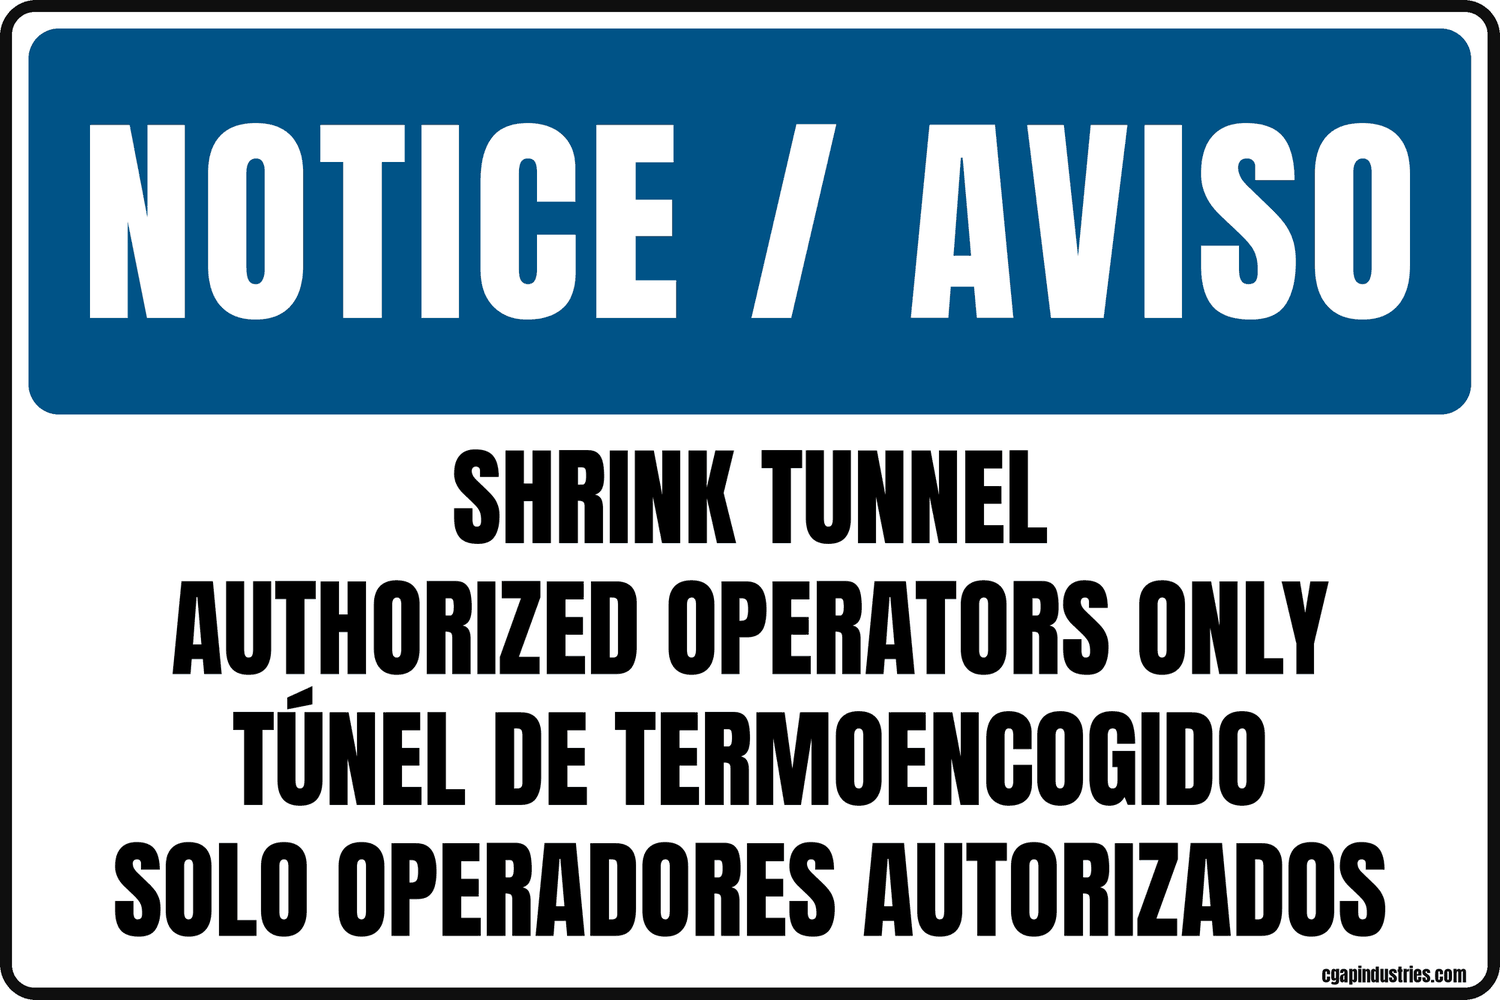 NOTICE / AVISO
SHRINK TUNNEL
AUTHORIZED OPERATORS ONLY
TÚNEL DE TERMOENCOGIDO
SOLO OPERADORES AUTORIZADOS
cgapindustries.com